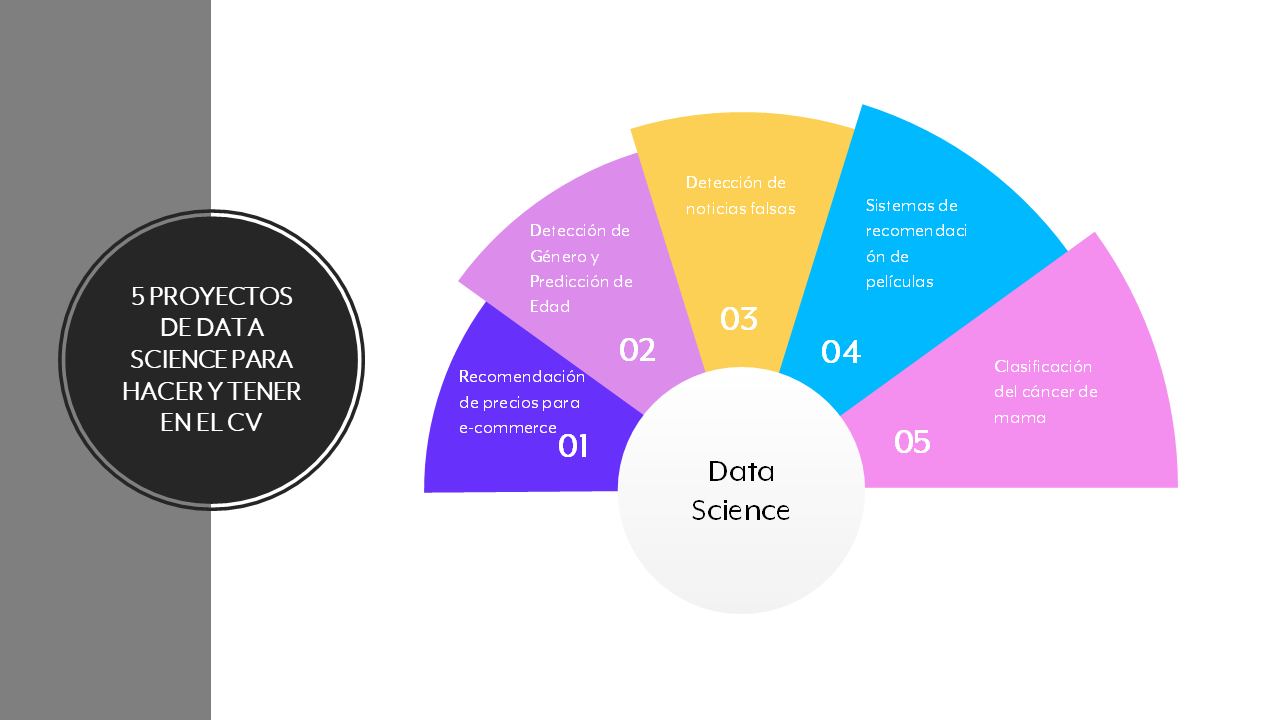 5 PROYECTOS
DE DATA
SCIENCE PARA
HACER Y TENER
EN EL CV
Recomendación
de precios para
e-commerce
01
Detección de
Género y
Predicción de
Edad
02
Detección de
noticias falsas
03
Sistemas de
recomendaci
ón de
películas
04
Clasificación
del cáncer de
mama
05
Data
Science